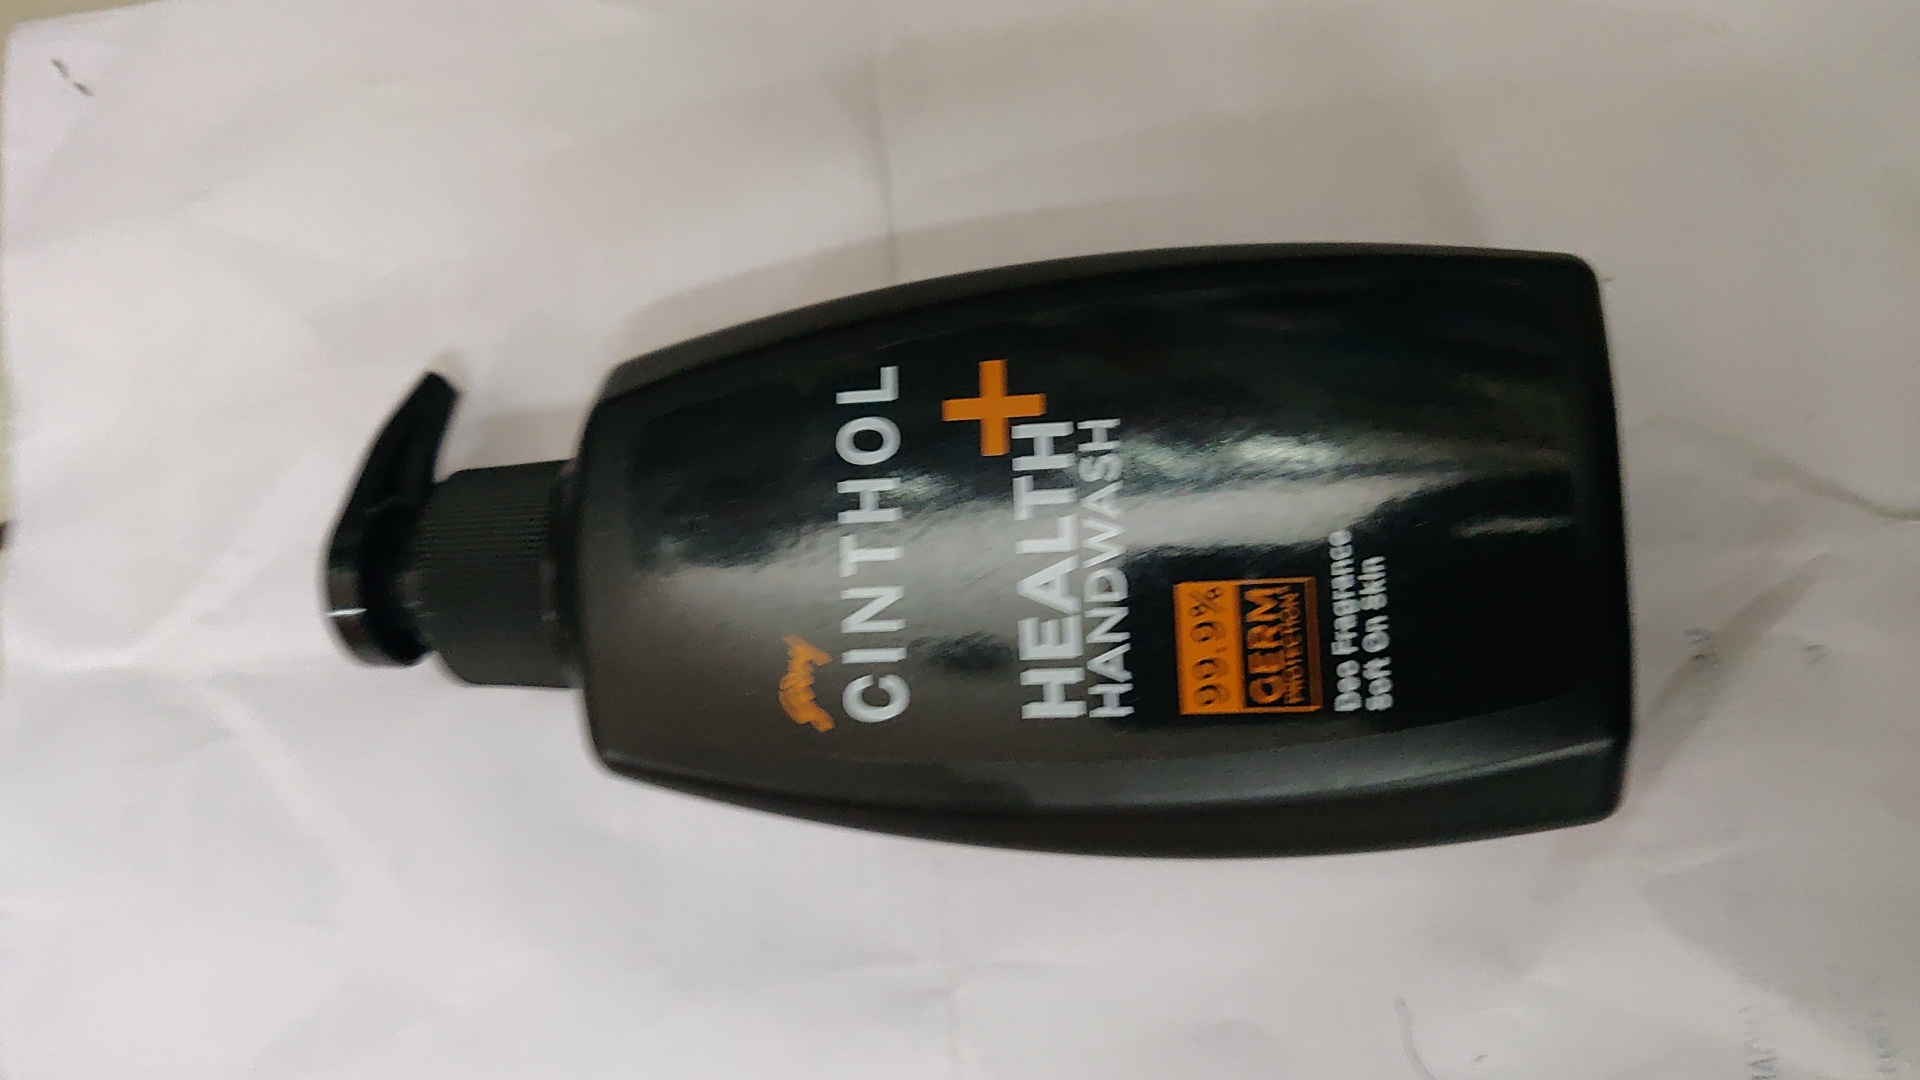 Godrej
CINTHOL
HEALTH+
HANDWASH
99.9%
GERM
PROTECTION
Deo Fragrance
Soft On Skin